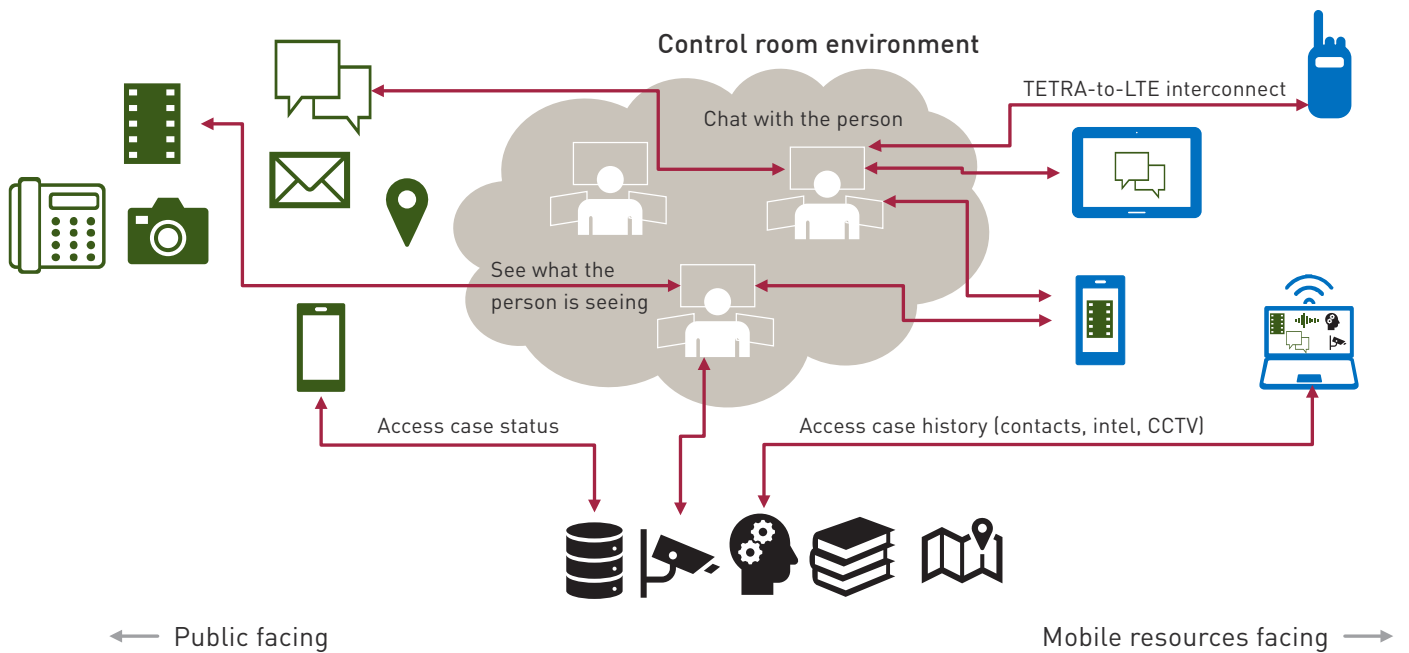 Control room environment
TETRA-to-LTE interconnect
Chat with the person
See what the
person is seeing
Access case status
Access case history (contacts, intel, CCTV)
Public facing
Mobile resources facing